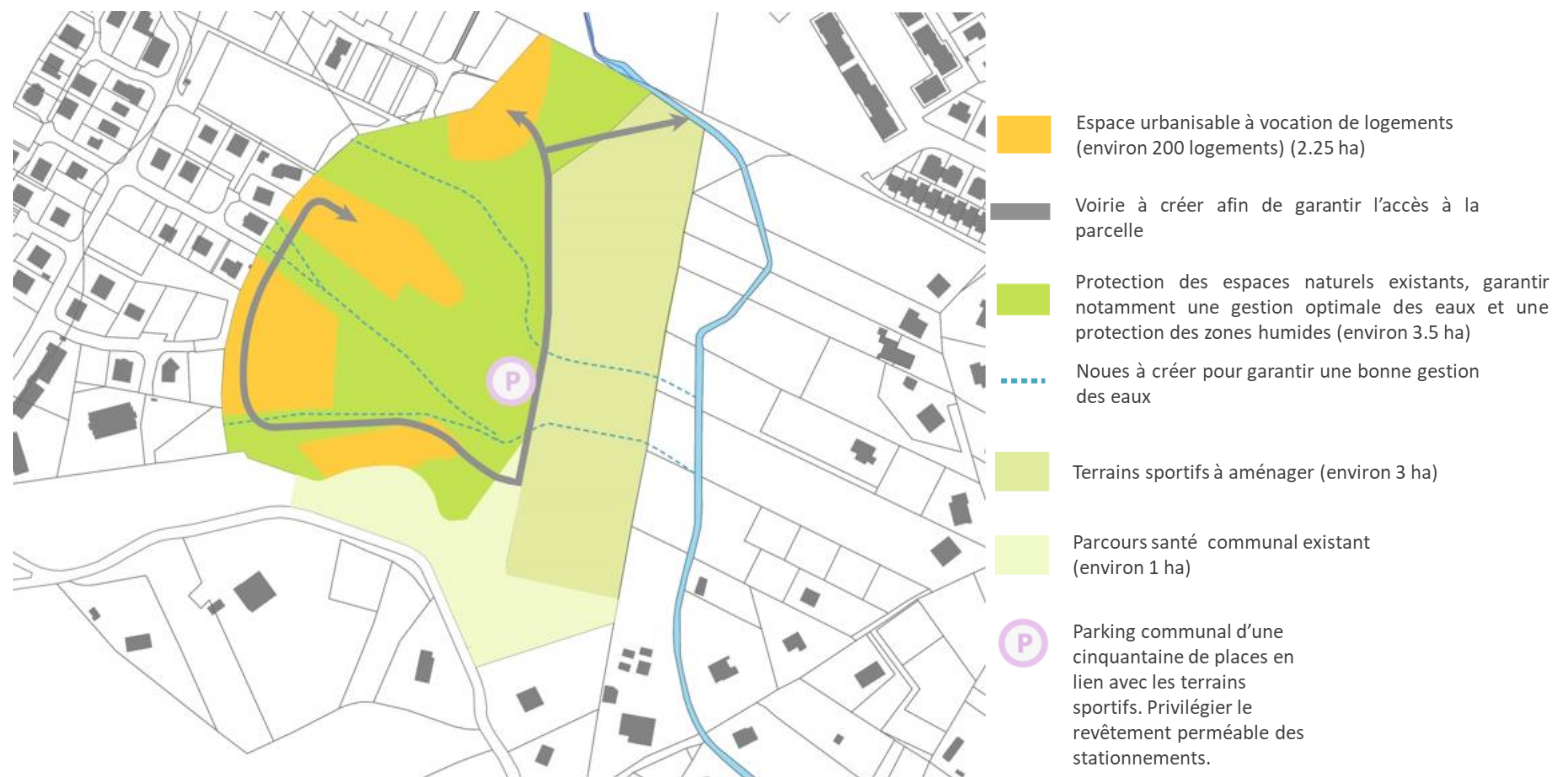 Espace urbanisable à vocation de logements
(environ 200 logements) (2.25 ha)
Voirie à créer afin de garantir l'accès à la
parcelle
Protection des espaces naturels existants, garantir
notamment une gestion optimale des eaux et une
protection des zones humides (environ 3.5 ha)
P
Noues à créer pour garantir une bonne gestion
des eaux
Terrains sportifs à aménager (environ 3 ha)
Parcours santé communal existant
(environ 1 ha)
P
Parking communal d'une
cinquantaine de places en
lien avec les terrains
sportifs. Privilégier le
revêtement perméable des
stationnements.